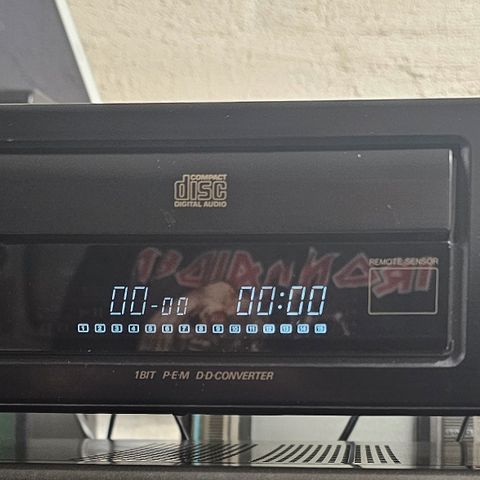 COMPACT
disc
DIGITAL AUDIO
REMOTE SENSOR
00-00 00:00
1 2 3 4 5 6 7 8 9 10 11 12 13 14 15
1BIT P·E·M D·D·CONVERTER